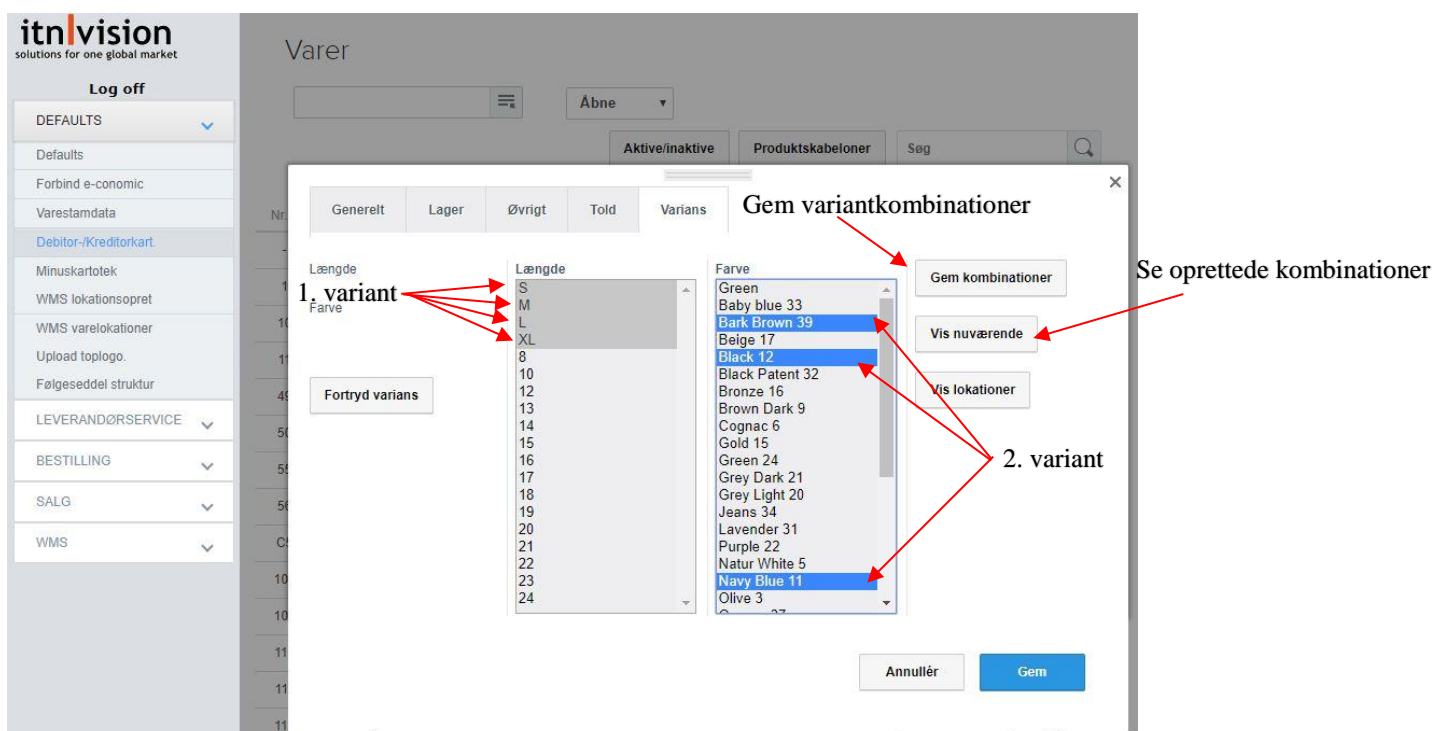 itn vision
solutions for one global market
Log off
DEFAULTS
Defaults
Forbind e-conomic
Varestamdata
Debitor-/Kreditorkart.
Minuskartotek
WMS lokationsopret
WMS varelokationer
Upload toplogo.
Følgeseddel struktur
LEVERANDØRSERVICE
BESTILLING
SALG
WMS
Varer
Åbne
Aktive/inaktive
Produktskabeloner
Søg
Nr.
Generelt
Lager
Øvrigt
Told
Varians
Gem variantkombinationer
Længde
1. variant
Farve
Fortryd varians
Længde
S
M
L
XL
8
10
12
13
14
15
16
17
18
19
20
21
22
23
24
Farve
Green
Baby blue 33
Bark Brown 39
Beige 17
Black 12
Black Patent 32
Bronze 16
Brown Dark 9
Cognac 6
Gold 15
Green 24
Grey Dark 21
Grey Light 20
Jeans 34
Lavender 31
Purple 22
Natur White 5
Navy Blue 11
Olive 3
Gem kombinationer
Se oprettede kombinationer
Vis nuværende
Vis lokationer
2. variant
Annullér
Gem